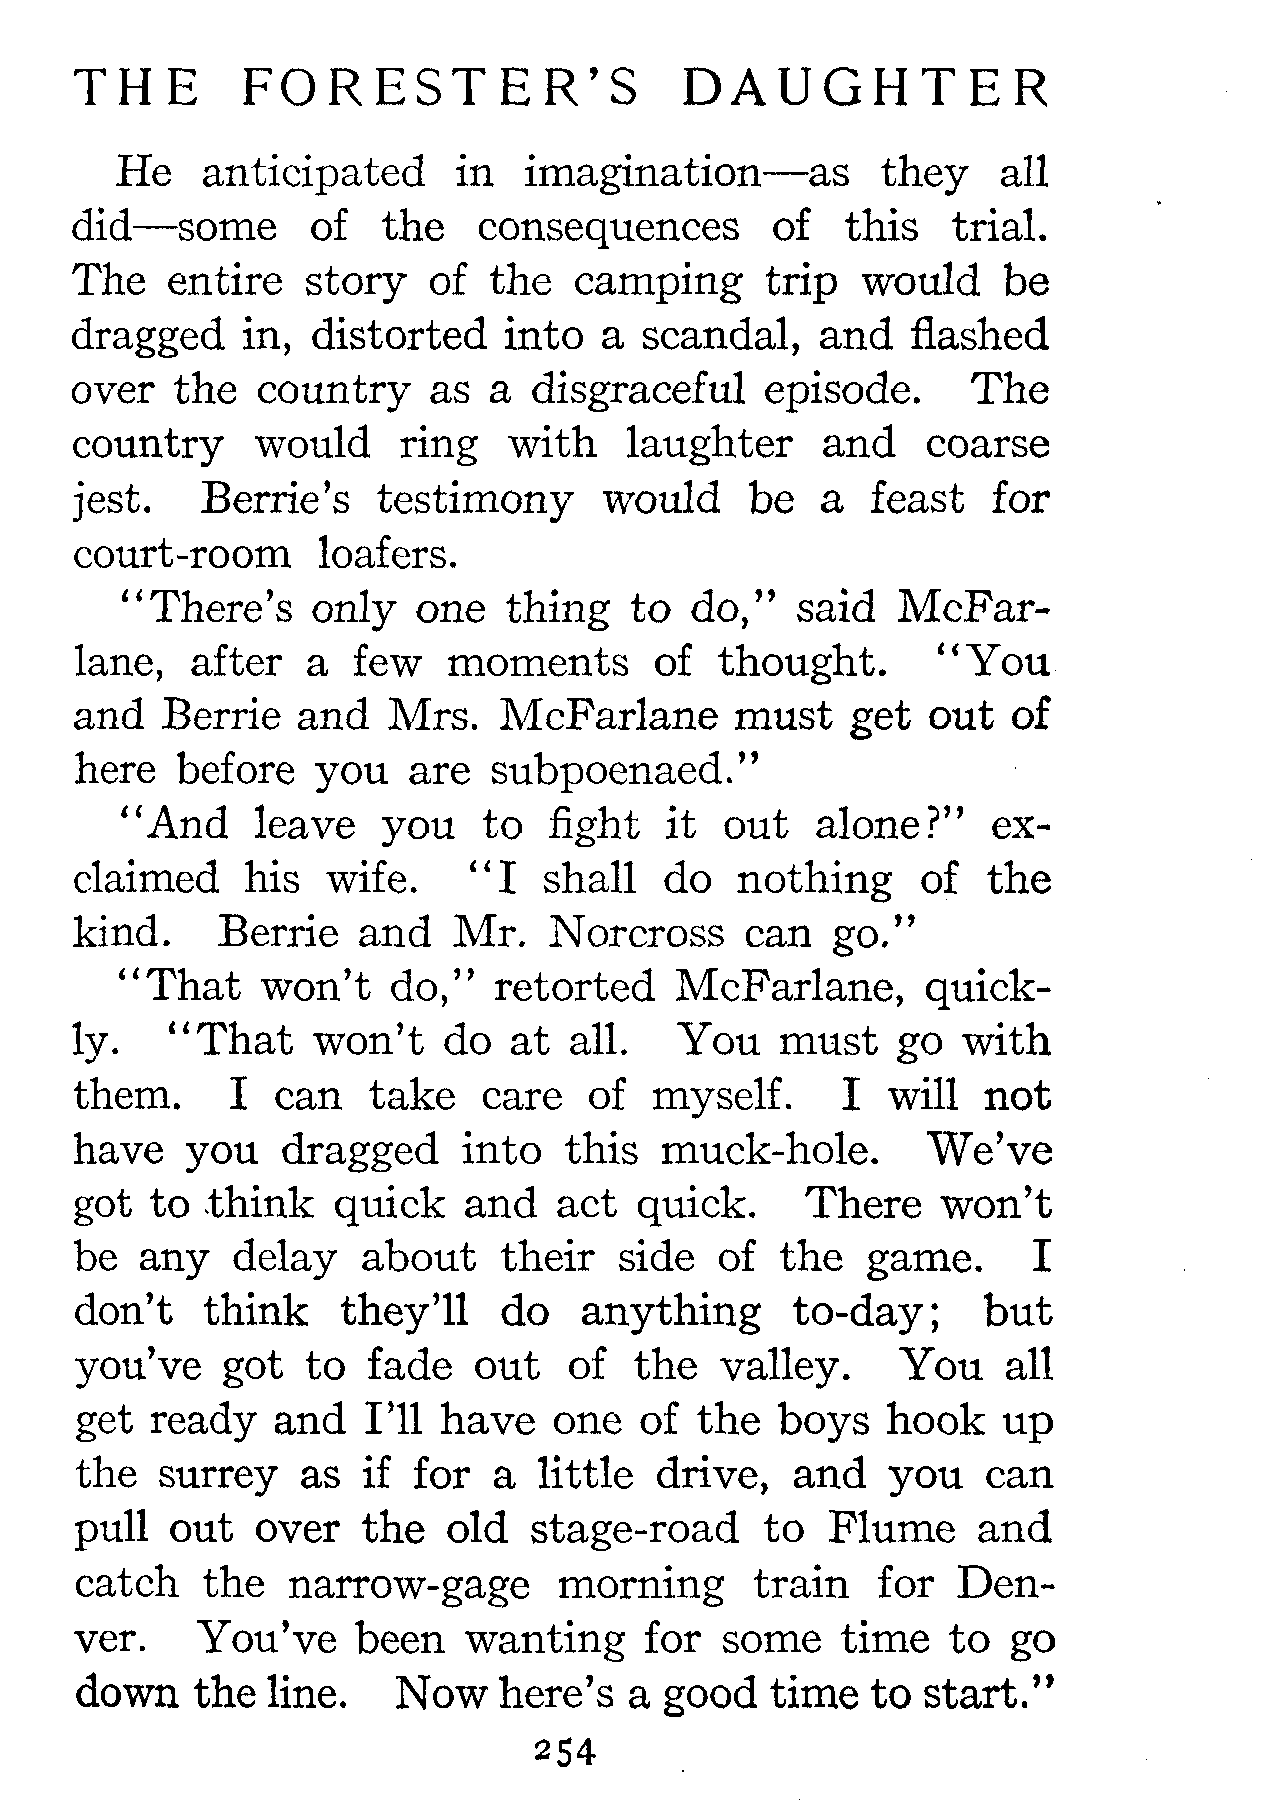 THE FORESTER'S DAUGHTER
He anticipated in imagination—as they all
did—some of the consequences of this trial.
The entire story of the camping trip would be
dragged in, distorted into a scandal, and flashed
over the country as a disgraceful episode. The
country would ring with laughter and coarse
jest. Berrie's testimony would be a feast for
court-room loafers.
"There's only one thing to do," said McFar-
lane, after a few moments of thought. "You
and Berrie and Mrs. McFarlane must get out of
here before you are subpoenaed."
"And leave you to fight it out alone?" ex-
claimed his wife. "I shall do nothing of the
kind. Berrie and Mr. Norcross can go."
"That won't do," retorted McFarlane, quick-
ly. "That won't do at all. You must go with
them. I can take care of myself. I will not
have you dragged into this muck-hole. We've
got to think quick and act quick. There won't
be any delay about their side of the game. I
don't think they'll do anything to-day; but
you've got to fade out of the valley. You all
get ready and I'll have one of the boys hook up
the surrey as if for a little drive, and you can
pull out over the old stage-road to Flume and
catch the narrow-gage morning train for Den-
ver. You've been wanting for some time to go
down the line. Now here's a good time to start."
254